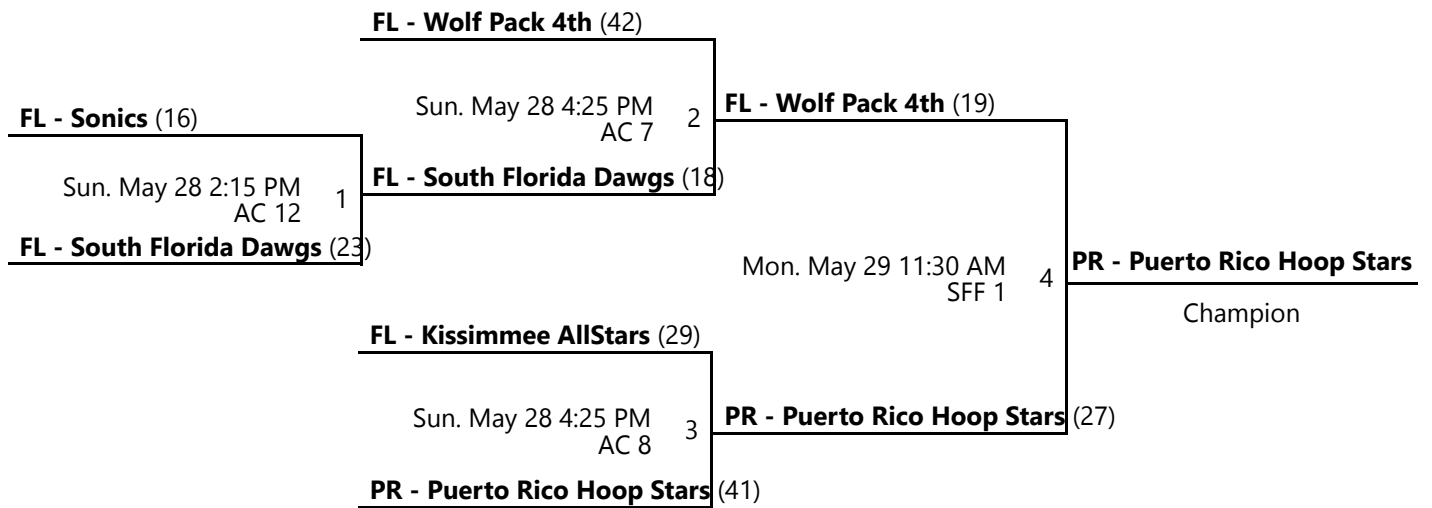 FL - Wolf Pack 4th (42)
Sun. May 28 4:25 PM
AC 7
2
FL - Wolf Pack 4th (19)
FL - Sonics (16)
Sun. May 28 2:15 PM
AC 12
1
FL - South Florida Dawgs (18)
FL - South Florida Dawgs (23)
Mon. May 29 11:30 AM
SFF 1
4
PR - Puerto Rico Hoop Stars
Champion
FL - Kissimmee AllStars (29)
Sun. May 28 4:25 PM
AC 8
3
PR - Puerto Rico Hoop Stars (27)
PR - Puerto Rico Hoop Stars (41)